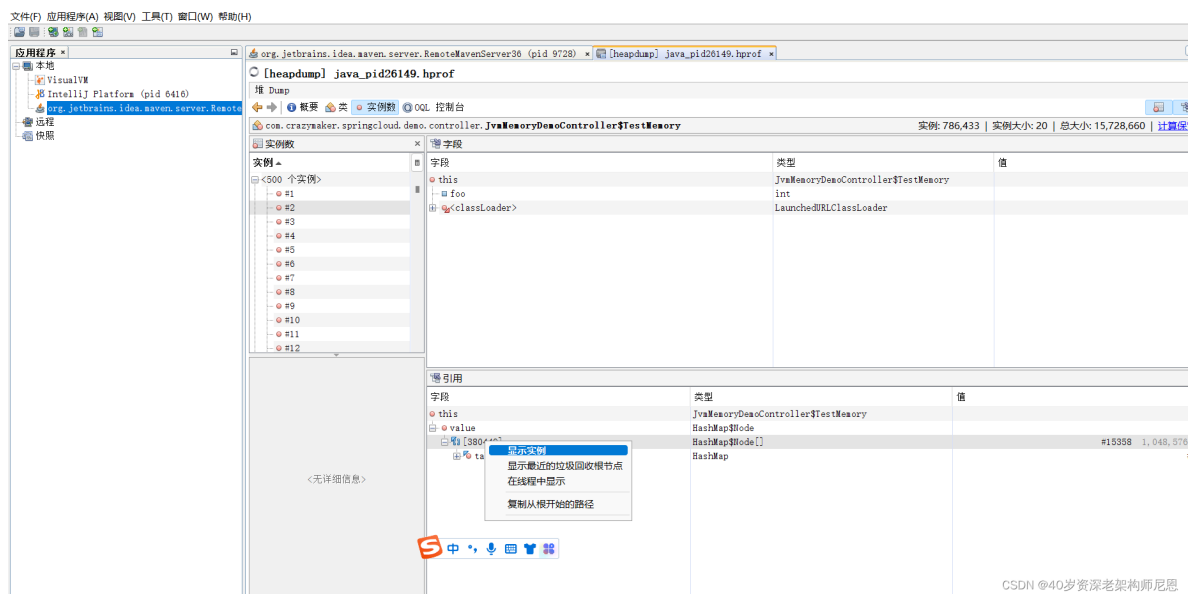 文件(F) 应用程序(A) 视图(V) 工具(T) 窗口(W) 帮助(H)
应用程序 ×
本地
VisualVM
IntelliJ Platform (pid 6416)
org.jetbrains.idea.maven.server.Remote
远程
快照
org.jetbrains.idea.maven.server.RemoteMavenServer36 (pid 9728) ×
[heapdump] java_pid26149.hprof ×
[heapdump] java_pid26149.hprof
堆 Dump
概要 类 实例数 OQL 控制台
com.crazymaker.springcloud.demo.controller.JvmMemoryDemoController$TestMemory
实例: 786,433 | 实例大小: 20 | 总大小: 15,728,660 | 计算保
实例数 ×
实例
<500 个实例>
#1
#2
#3
#4
#5
#6
#7
#8
#9
#10
#11
#12
<无详细信息>
字段
字段 类型 值
this JvmMemoryDemoController$TestMemory
foo int
<classLoader> LaunchedURLClassLoader
引用
字段 类型 值
this JvmMemoryDemoController$TestMemory
value HashMap$Node
HashMap$Node[] #15358 1,048,576
ta HashMap
显示实例
显示最近的垃圾回收根节点
在线程中显示
复制从根开始的路径
S 中
CSDN @40岁资深老架构师尼恩